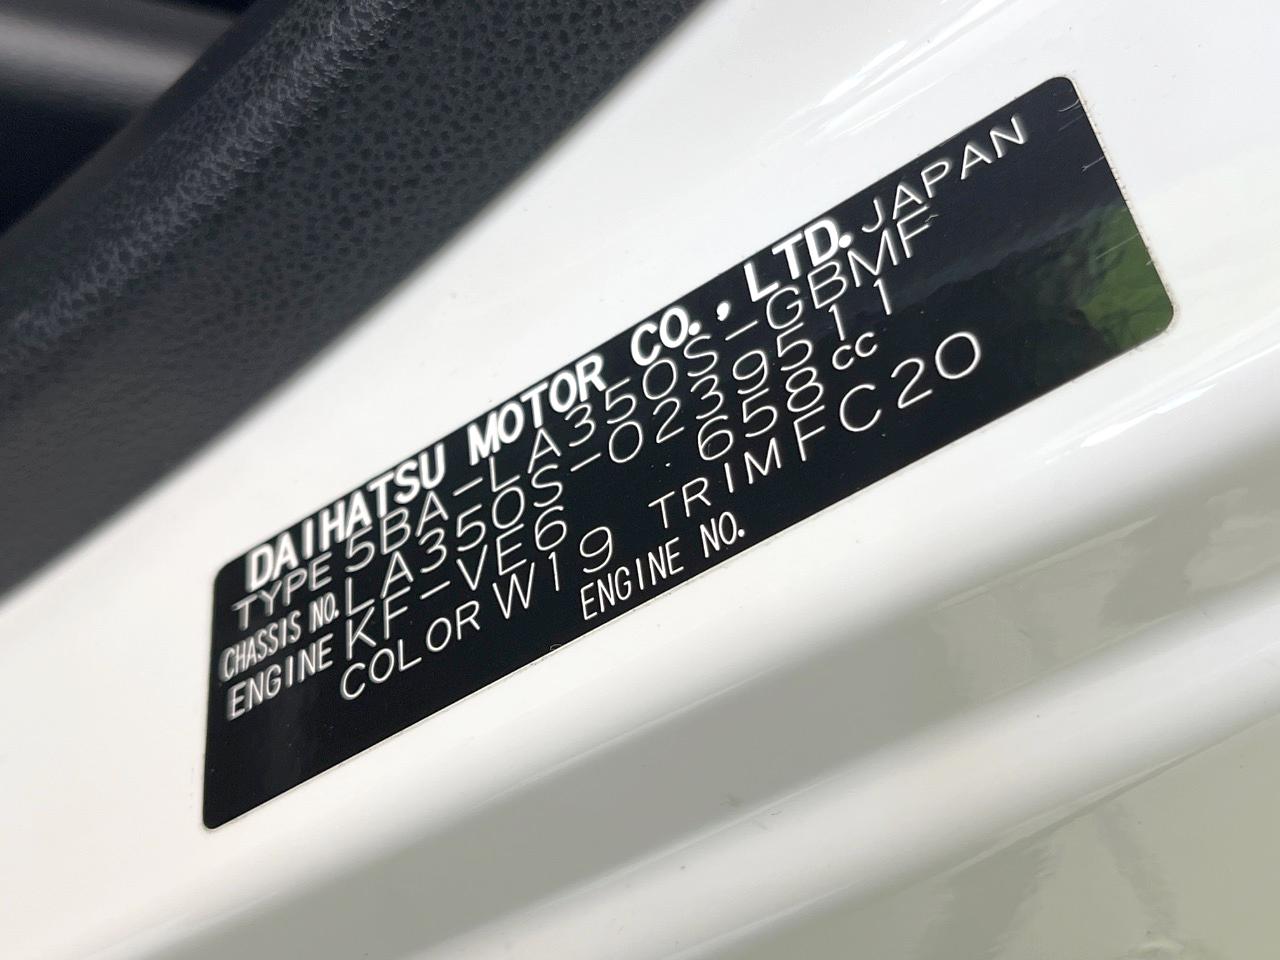 DAIHATSU MOTOR CO., LTD. JAPAN
TYPE 5BA-LA350S-GBMF
CHASSIS NO. LA350S-0239511
ENGINE KF-VE6 658cc
COLOR W19 TRIM FC20
ENGINE NO.